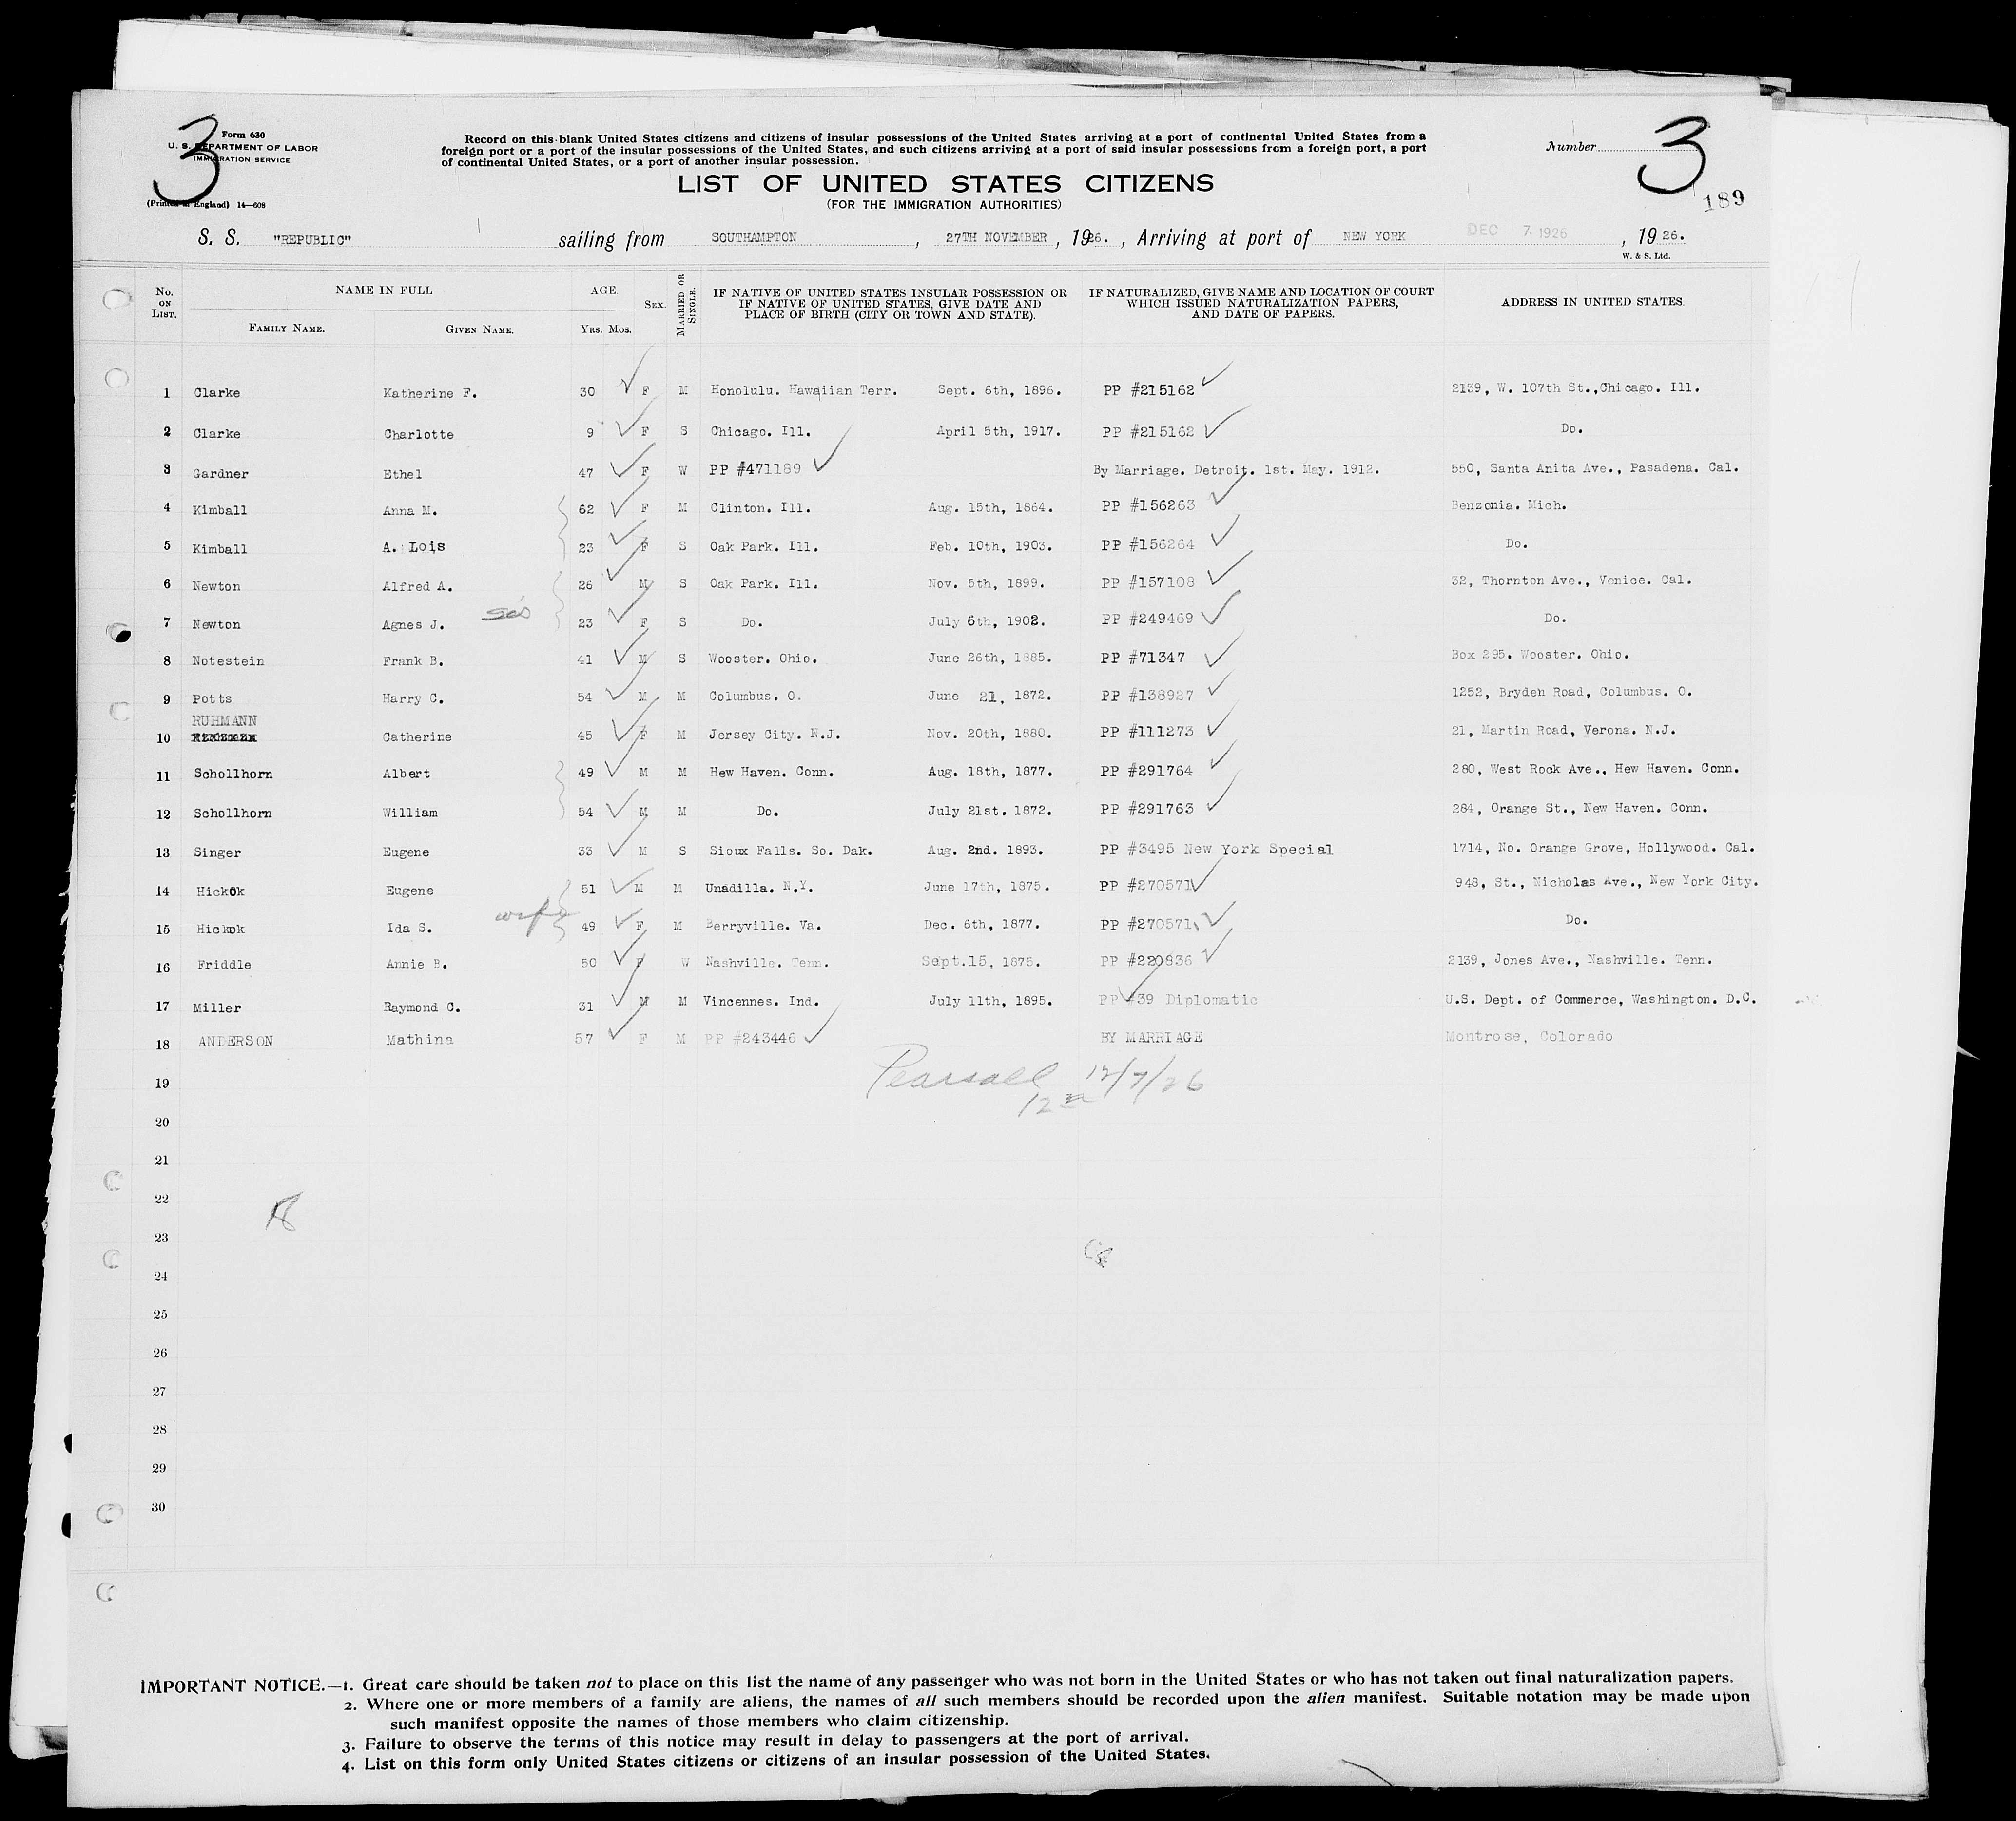 3
3
Form 630
U. S. DEPARTMENT OF LABOR
IMMIGRATION SERVICE
(Printed in England) 14—608
Record on this blank United States citizens and citizens of insular possessions of the United States arriving at a port of continental United States from a
foreign port or a port of the insular possessions of the United States, and such citizens arriving at a port of said insular possessions from a foreign port, a port
of continental United States, or a port of another insular possession.
Number
189
LIST OF UNITED STATES CITIZENS
(FOR THE IMMIGRATION AUTHORITIES)
S. S. "REPUBLIC" sailing from SOUTHAMPTON, 27TH NOVEMBER, 1926., Arriving at port of NEW YORK DEC 7 1926, 1926.
W. & S. Ltd.
No. ON LIST. NAME IN FULL AGE. SEX. MARRIED OR SINGLE. IF NATIVE OF UNITED STATES INSULAR POSSESSION OR IF NATIVE OF UNITED STATES, GIVE DATE AND PLACE OF BIRTH (CITY OR TOWN AND STATE). IF NATURALIZED, GIVE NAME AND LOCATION OF COURT WHICH ISSUED NATURALIZATION PAPERS, AND DATE OF PAPERS. ADDRESS IN UNITED STATES.
FAMILY NAME. GIVEN NAME. YRS. MOS.
1 Clarke Katherine F. 30 F M Honolulu. Hawaiian Terr. Sept. 6th, 1896. PP #215162 2139, W. 107th St.,Chicago. Ill.
2 Clarke Charlotte 9 F S Chicago. Ill. April 5th, 1917. PP #215162 Do.
3 Gardner Ethel 47 F W PP #471189 By Marriage. Detroit. 1st. May. 1912. 550, Santa Anita Ave., Pasadena. Cal.
4 Kimball Anna M. 62 F M Clinton. Ill. Aug. 15th, 1864. PP #156263 Benzonia. Mich.
5 Kimball A. Lois 23 F S Oak Park. Ill. Feb. 10th, 1903. PP #156264 Do.
6 Newton Alfred A. 26 M S Oak Park. Ill. Nov. 5th, 1899. PP #157108 32, Thornton Ave., Venice. Cal.
7 Newton Agnes J. sis 23 F S Do. July 6th, 1902. PP #249469 Do.
8 Notestein Frank B. 41 M S Wooster. Ohio. June 26th, 1885. PP #71347 Box 295. Wooster. Ohio.
9 Potts Harry C. 54 M M Columbus. O. June 21, 1872. PP #138927 1252, Bryden Road, Columbus. O.
RUHMANN
10 Catherine 45 F M Jersey City. N.J. Nov. 20th, 1880. PP #111273 21, Martin Road, Verona. N.J.
11 Schollhorn Albert 49 M M Hew Haven. Conn. Aug. 18th, 1877. PP #291764 280, West Rock Ave., Hew Haven. Conn.
12 Schollhorn William 54 M M Do. July 21st. 1872. PP #291763 284, Orange St., New Haven. Conn.
13 Singer Eugene 33 M S Sioux Falls. So. Dak. Aug. 2nd. 1893. PP #3495 New York Special 1714, No. Orange Grove, Hollywood. Cal.
14 Hickok Eugene 51 M M Unadilla. N.Y. June 17th, 1875. PP #270571 948, St., Nicholas Ave., New York City.
15 Hickok Ida S. wife 49 F M Berryville. Va. Dec. 6th, 1877. PP #270571 Do.
16 Friddle Annie B. 50 F W Nashville. Tenn. Sept.15, 1875. PP #220836 2139, Jones Ave., Nashville. Tenn.
17 Miller Raymond C. 31 M M Vincennes. Ind. July 11th, 1895. PP #39 Diplomatic U.S. Dept. of Commerce, Washington. D.C.
18 ANDERSON Mathina 57 F M PP #243446 BY MARRIAGE Montrose, Colorado
19
Pearsall 12/7/26
20
21
22
18
23
24
25
26
27
28
29
30
IMPORTANT NOTICE.—1. Great care should be taken not to place on this list the name of any passenger who was not born in the United States or who has not taken out final naturalization papers.
2. Where one or more members of a family are aliens, the names of all such members should be recorded upon the alien manifest. Suitable notation may be made upon
such manifest opposite the names of those members who claim citizenship.
3. Failure to observe the terms of this notice may result in delay to passengers at the port of arrival.
4. List on this form only United States citizens or citizens of an insular possession of the United States.